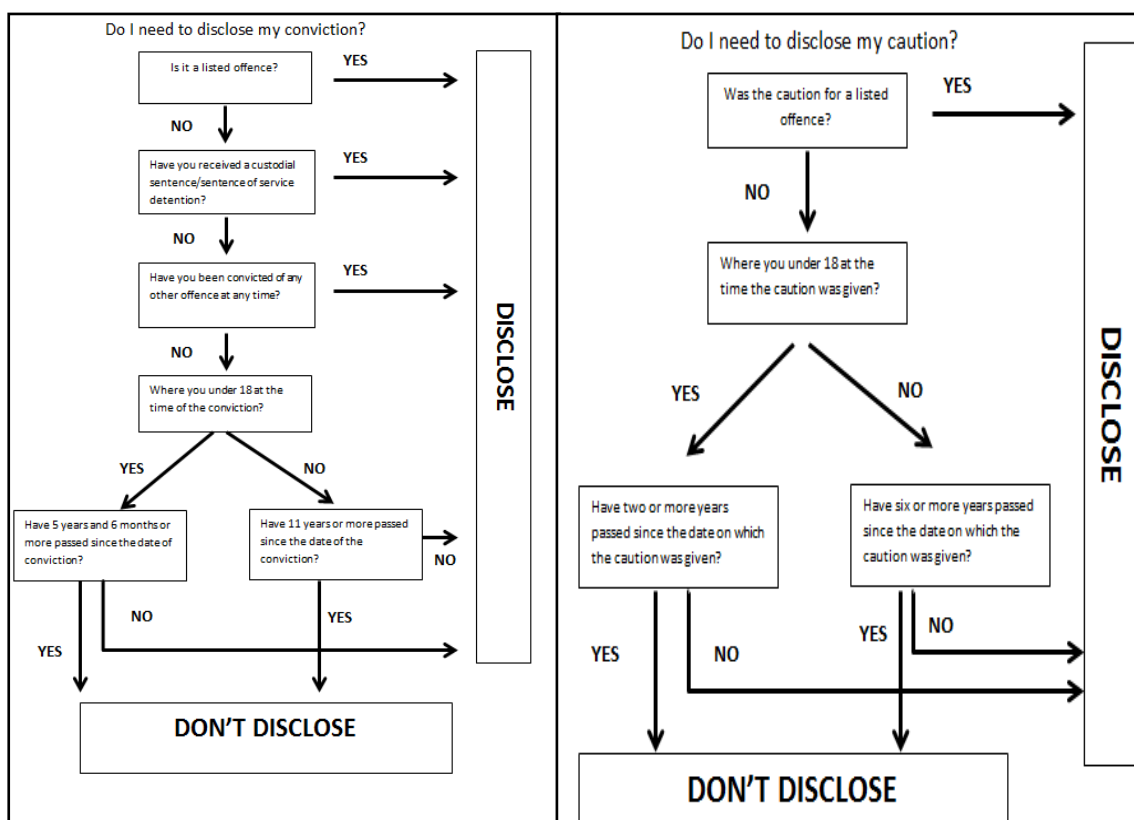 Do I need to disclose my conviction?
Is it a listed offence?
YES
NO
Have you received a custodial
sentence/sentence of service
detention?
YES
NO
Have you been convicted of any
other offence at any time?
YES
NO
Where you under 18 at the
time of the conviction?
YES
NO
Have 5 years and 6 months or
more passed since the date of
conviction?
Have 11 years or more passed
since the date of the
conviction?
NO
YES
NO
YES
DISCLOSE
DON'T DISCLOSE
Do I need to disclose my caution?
Was the caution for a listed
offence?
YES
NO
Where you under 18 at the
time the caution was given?
YES
NO
Have two or more years
passed since the date on which
the caution was given?
Have six or more years passed
since the date on which the
caution was given?
YES
NO
YES
NO
DISCLOSE
DON'T DISCLOSE